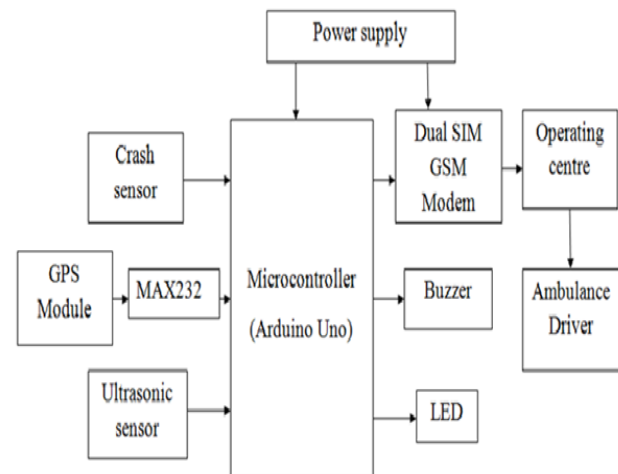 Power supply
Crash
sensor
Dual SIM
GSM
Modem
Operating
centre
GPS
Module
MAX232
Microcontroller
(Arduino Uno)
Buzzer
Ambulance
Driver
Ultrasonic
sensor
LED